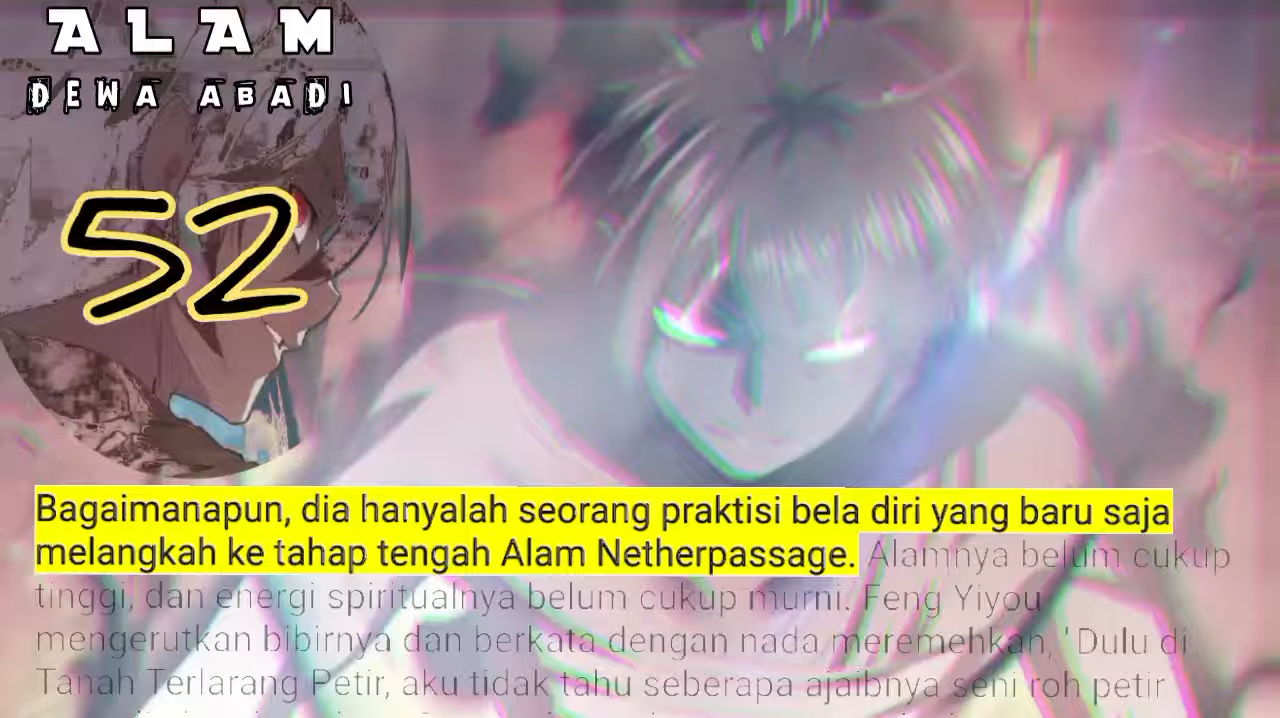 ALAM
DEWA ABADI
52
Bagaimanapun, dia hanyalah seorang praktisi bela diri yang baru saja
melangkah ke tahap tengah Alam Netherpassage. Alamnya belum cukup
tinggi, dan energi spiritualnya belum cukup murni. Feng Yiyou
mengerutkan bibirnya dan berkata dengan nada meremehkan, 'Dulu di
Tanah Terlarang Petir, aku tidak tahu seberapa ajaibnya seni roh petir